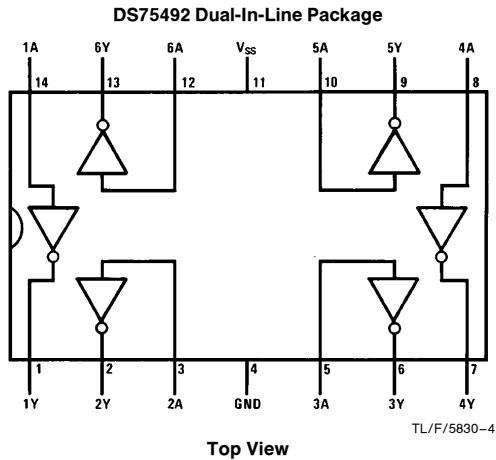 DS75492 Dual-In-Line Package
1A 6Y 6A VSS 5A 5Y 4A
14 13 12 11 10 9 8
1 2 3 4 5 6 7
1Y 2Y 2A GND 3A 3Y 4Y
TL/F/5830–4
Top View